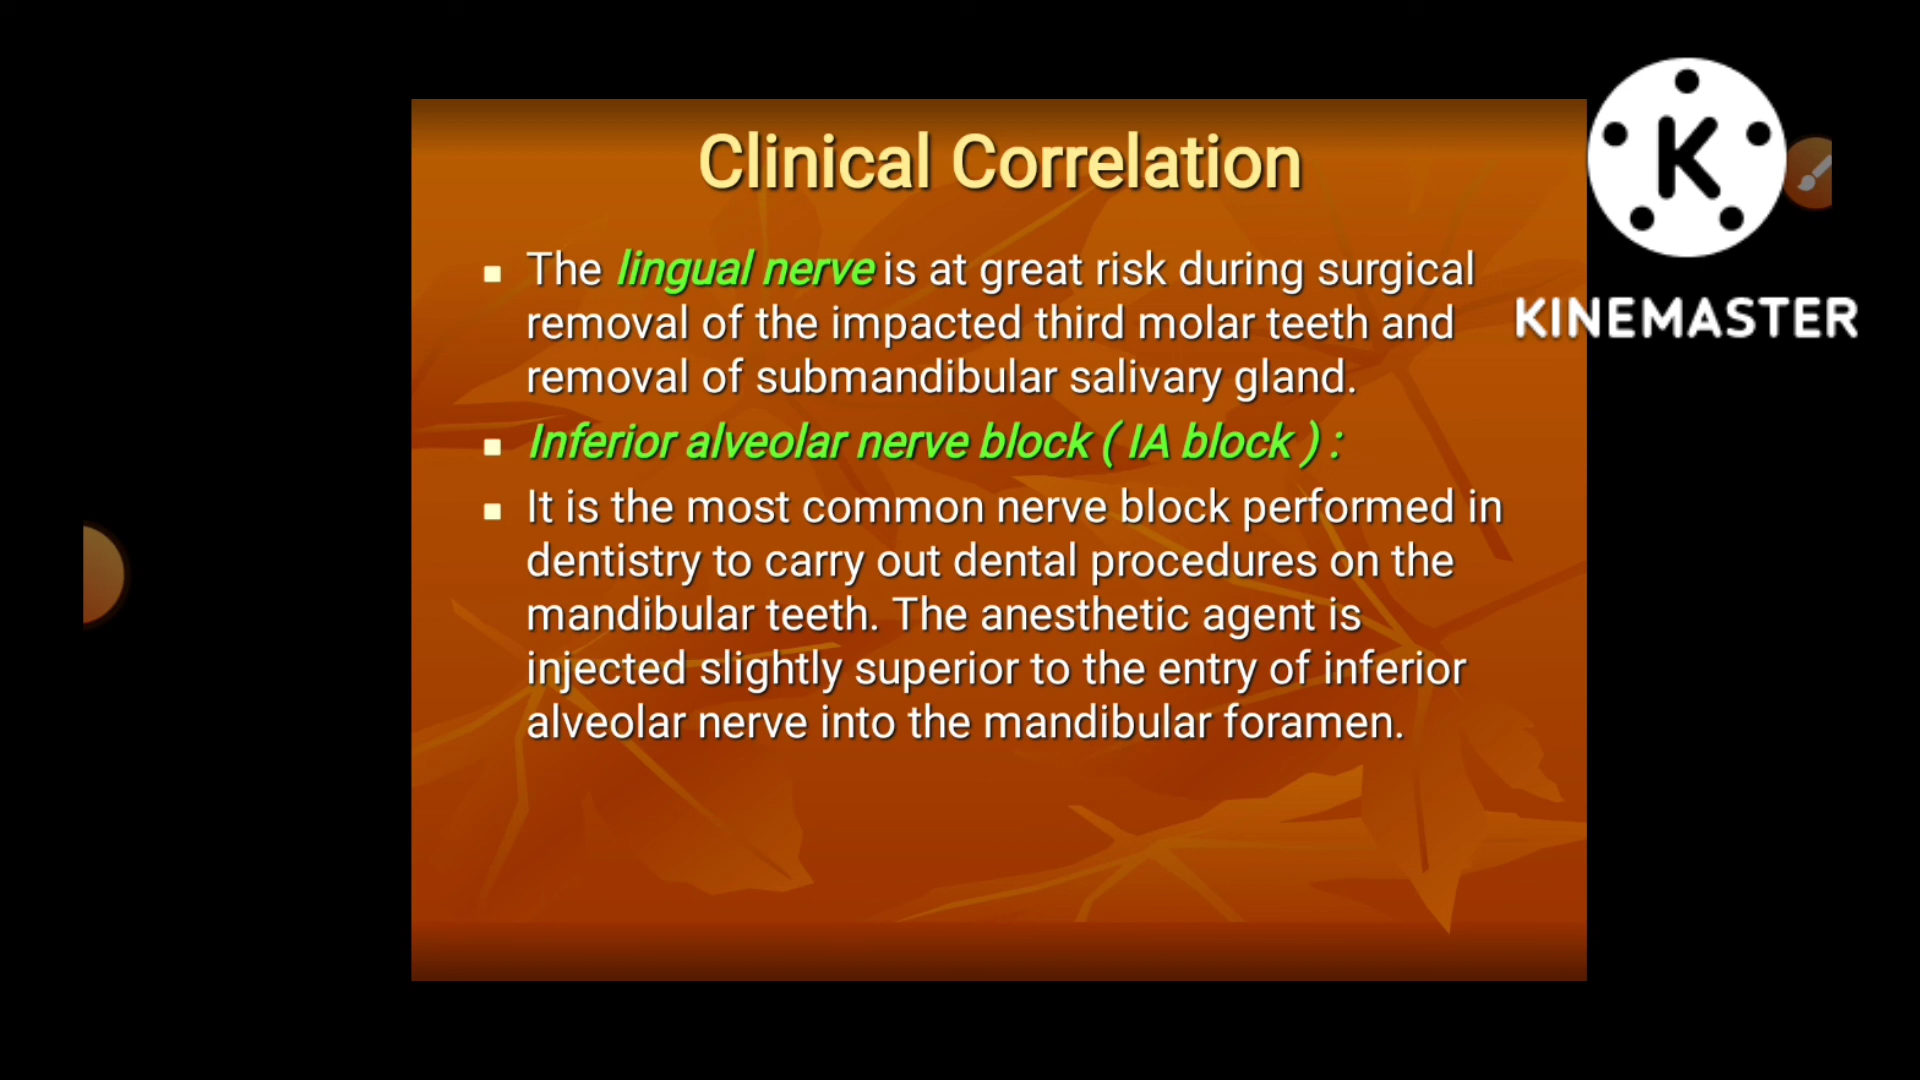 Clinical Correlation
K
KINEMASTER
▪ The lingual nerve is at great risk during surgical
removal of the impacted third molar teeth and
removal of submandibular salivary gland.
▪ Inferior alveolar nerve block ( IA block ) :
▪ It is the most common nerve block performed in
dentistry to carry out dental procedures on the
mandibular teeth. The anesthetic agent is
injected slightly superior to the entry of inferior
alveolar nerve into the mandibular foramen.